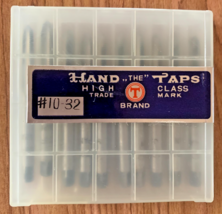 HAND „THE” TAPS
HIGH T CLASS
TRADE MARK
BRAND
#10-32